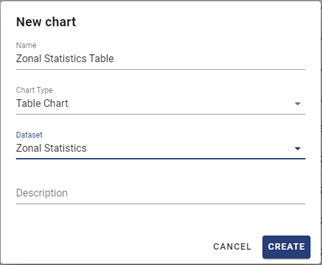 New chart
Name
Zonal Statistics Table
Chart Type
Table Chart
Dataset
Zonal Statistics
Description
CANCEL CREATE